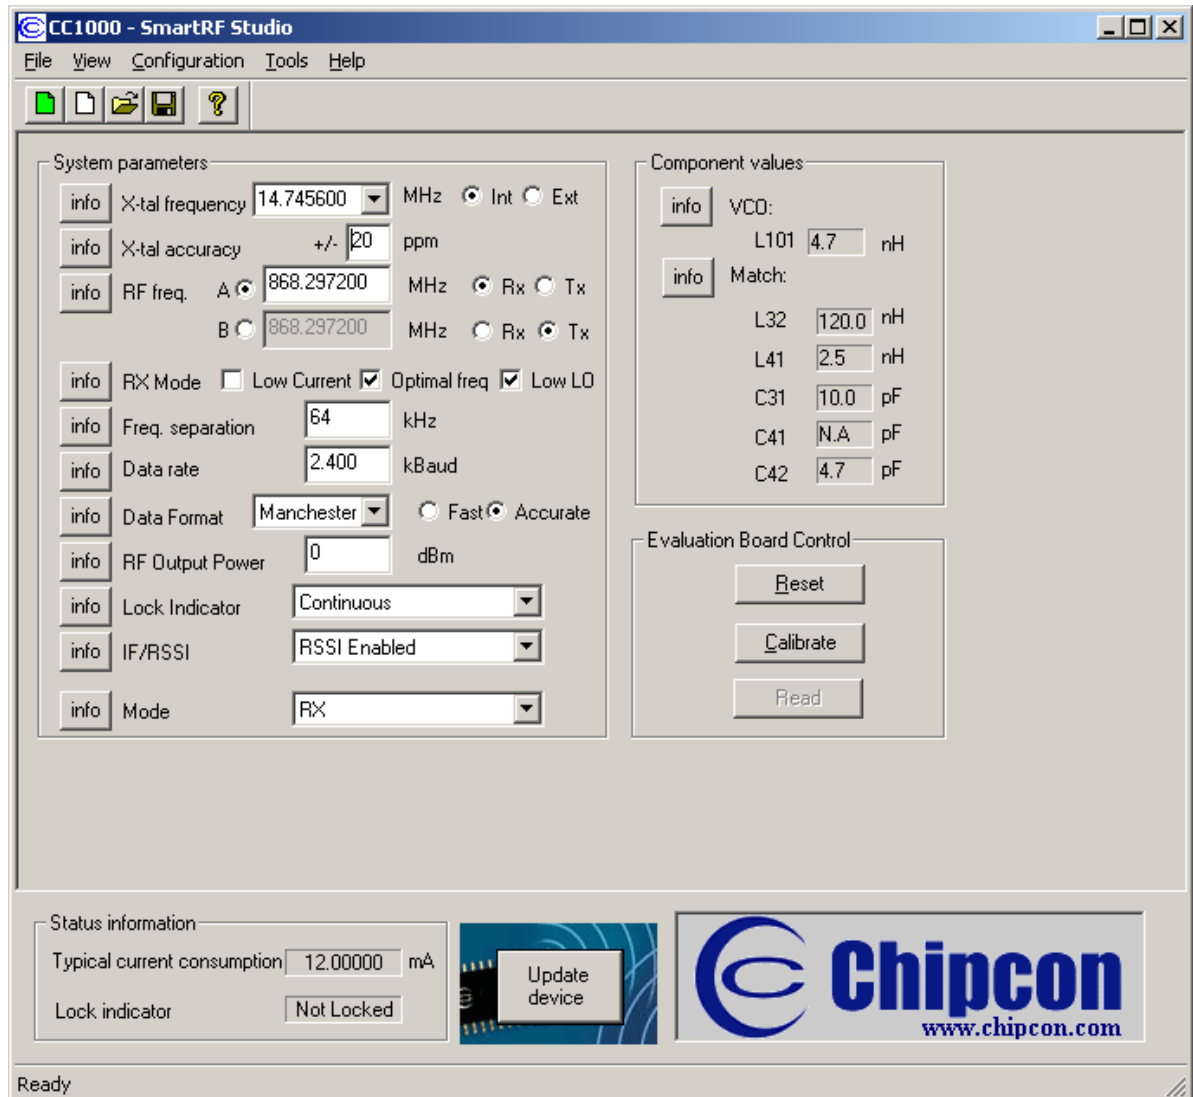 CC1000 - SmartRF Studio
File View Configuration Tools Help
System parameters
info X-tal frequency 14.745600 MHz Int Ext
info X-tal accuracy +/- 20 ppm
info RF freq. A 868.297200 MHz Rx Tx
B 868.297200 MHz Rx Tx
info RX Mode Low Current Optimal freq Low LO
info Freq. separation 64 kHz
info Data rate 2.400 kBaud
info Data Format Manchester Fast Accurate
info RF Output Power 0 dBm
info Lock Indicator Continuous
info IF/RSSI RSSI Enabled
info Mode RX
Component values
info VCO:
L101 4.7 nH
info Match:
L32 120.0 nH
L41 2.5 nH
C31 10.0 pF
C41 N.A pF
C42 4.7 pF
Evaluation Board Control
Reset
Calibrate
Read
Status information
Typical current consumption 12.00000 mA
Lock indicator Not Locked
Update
device
Chipcon
www.chipcon.com
Ready